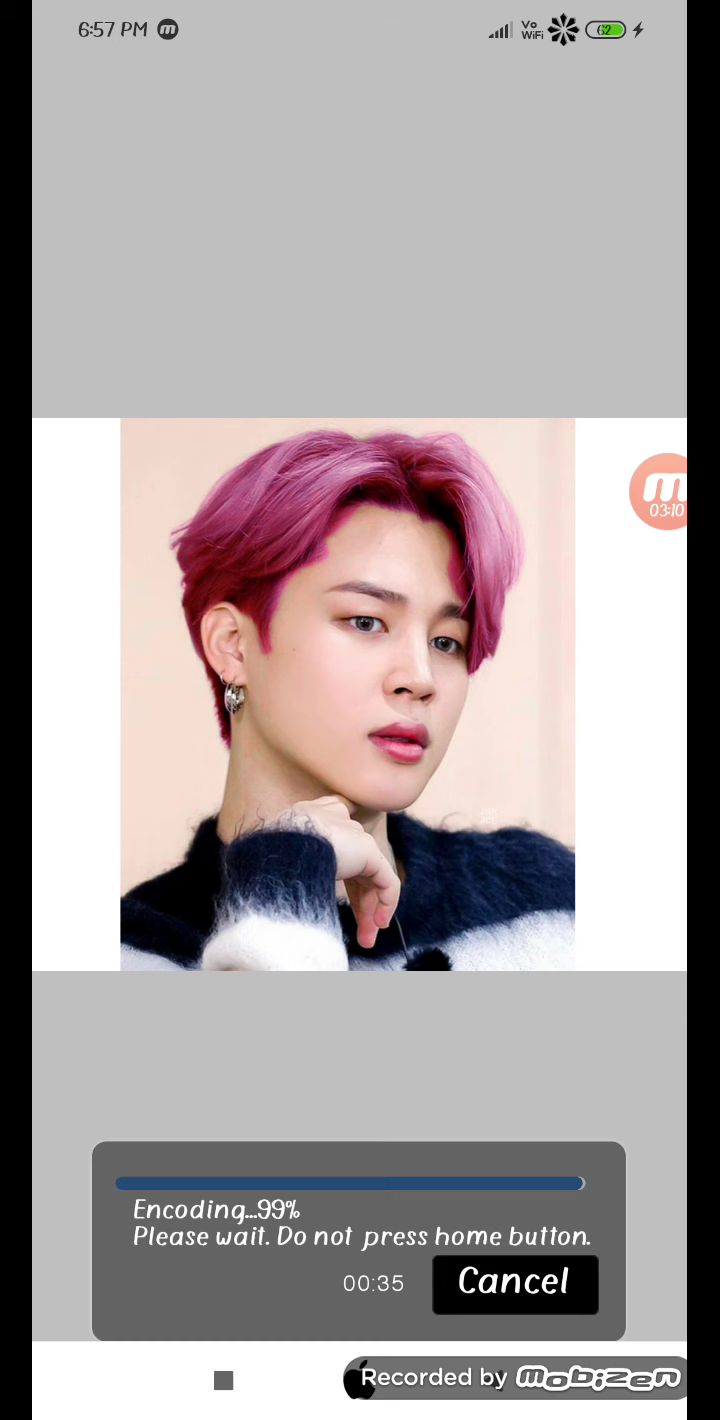 6:57 PM
Vo
WiFi
62
03:10
Encoding...99%
Please wait. Do not press home button.
00:35
Cancel
Recorded by mobizen